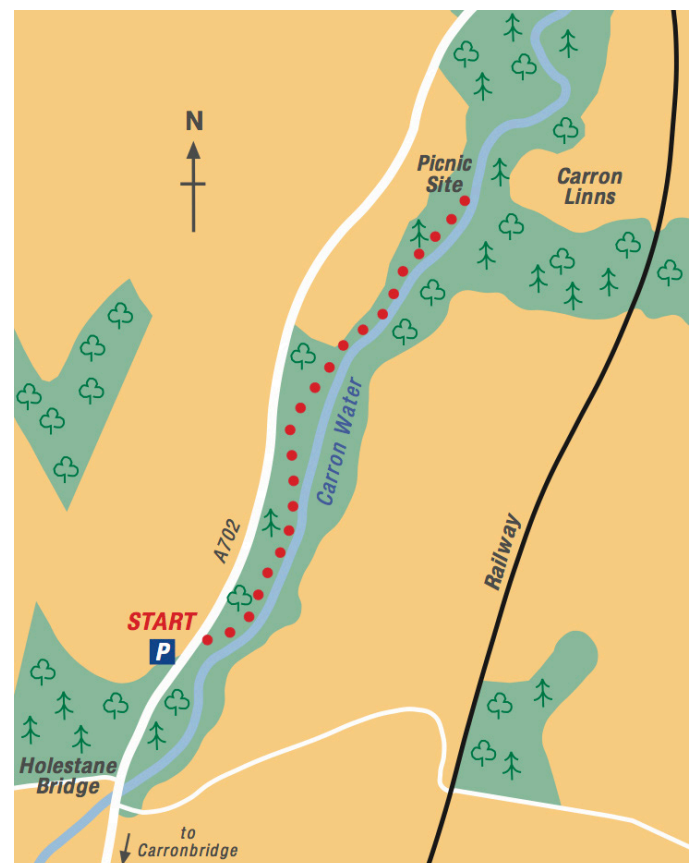 N
Picnic
Site
Carron
Linns
Carron Water
A702
Railway
START
P
Holestane
Bridge
to
Carronbridge